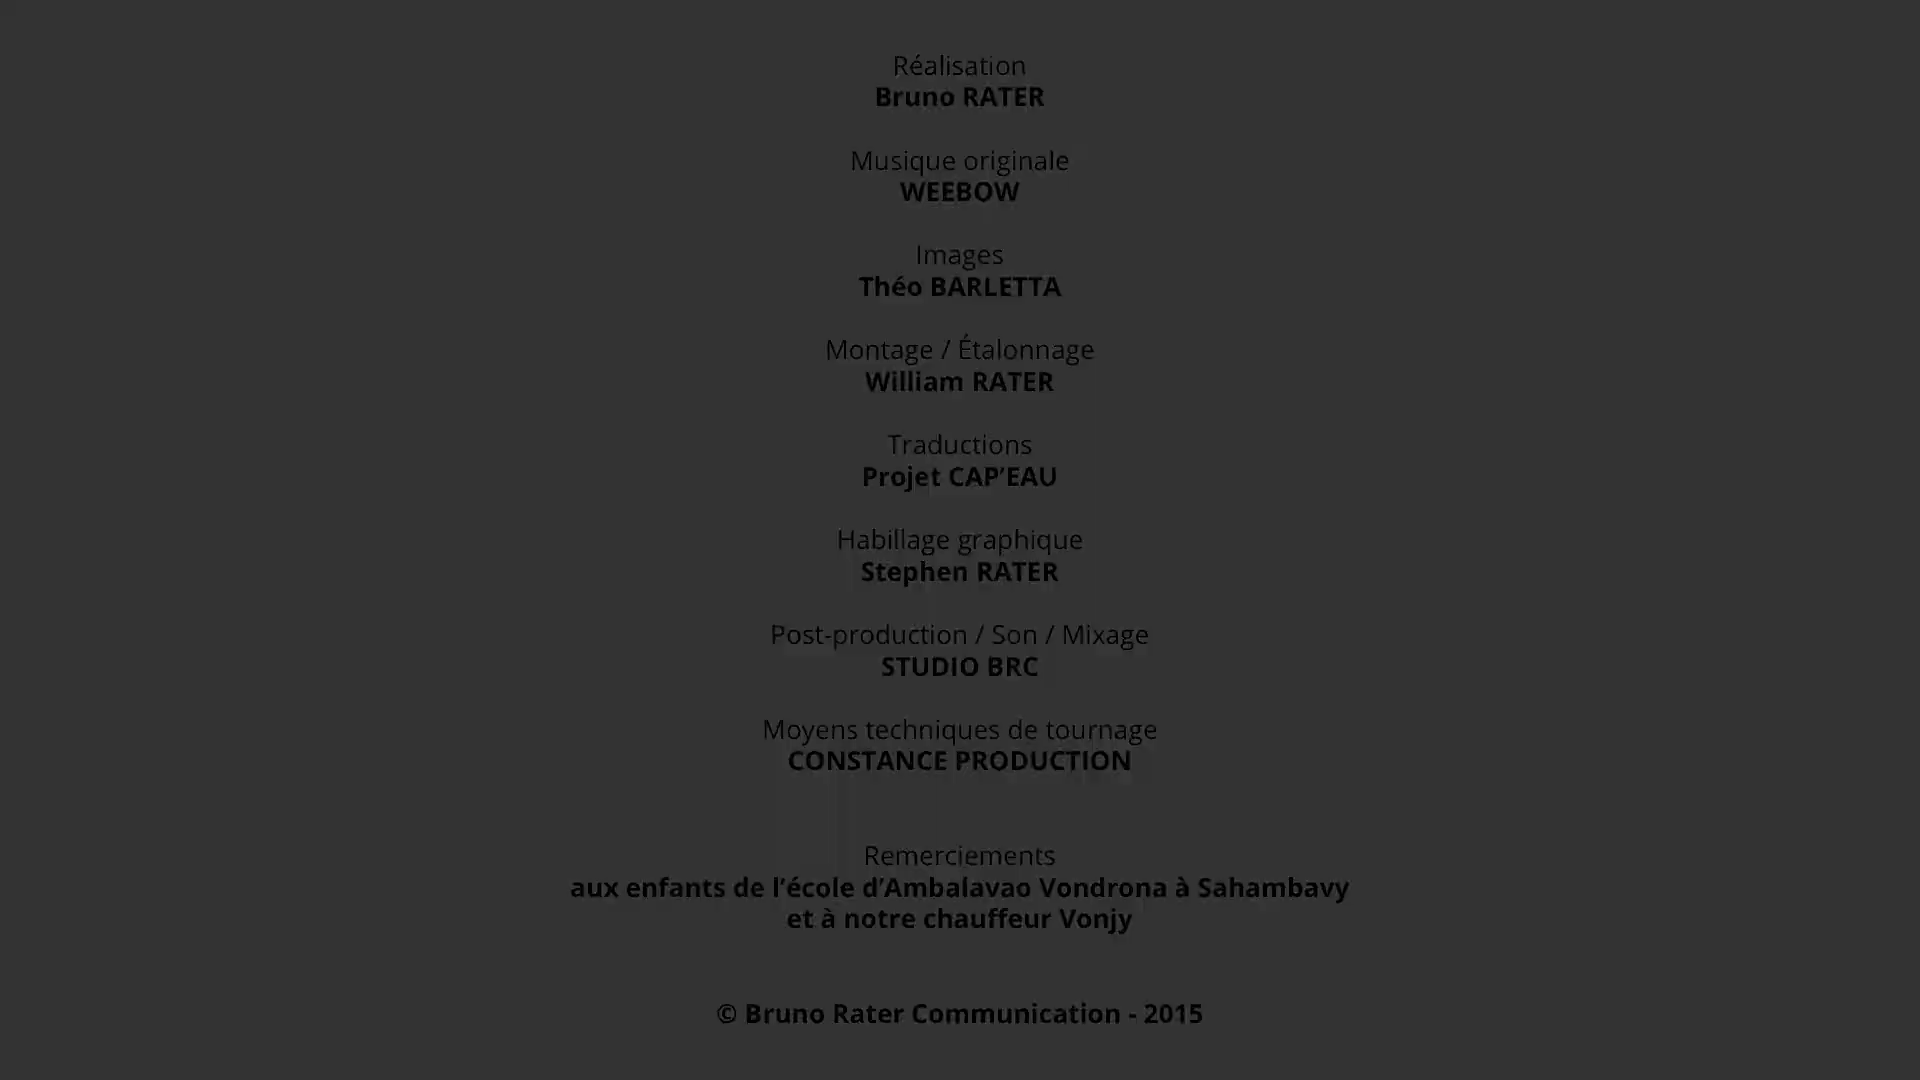 Réalisation
Bruno RATER
Musique originale
WEEBOW
Images
Théo BARLETTA
Montage / Étalonnage
William RATER
Traductions
Projet CAP’EAU
Habillage graphique
Stephen RATER
Post-production / Son / Mixage
STUDIO BRC
Moyens techniques de tournage
CONSTANCE PRODUCTION
Remerciements
aux enfants de l’école d’Ambalavao Vondrona à Sahambavy
et à notre chauffeur Vonjy
© Bruno Rater Communication - 2015